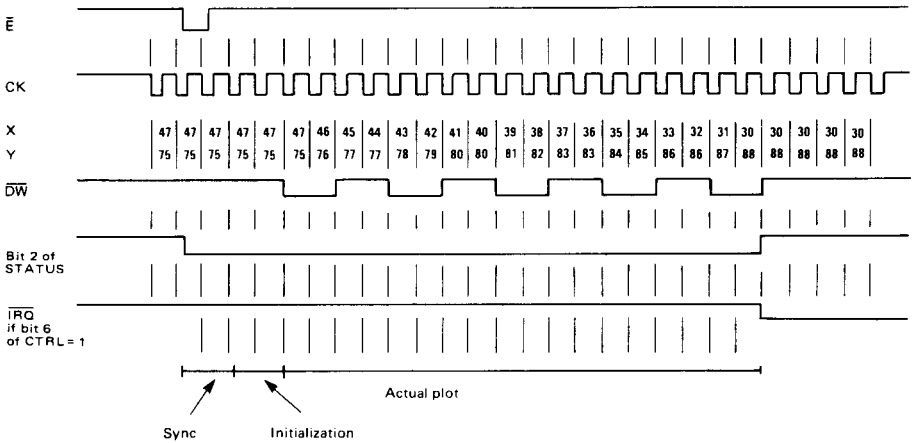 E
CK
X 47 47 47 47 47 47 46 45 44 43 42 41 40 39 38 37 36 35 34 33 32 31 30 30 30 30 30
Y 75 75 75 75 75 75 76 77 77 78 79 80 80 81 82 83 83 84 85 86 86 87 88 88 88 88 88
DW
Bit 2 of
STATUS
IRQ
if bit 6
of CTRL = 1
Actual plot
Sync Initialization